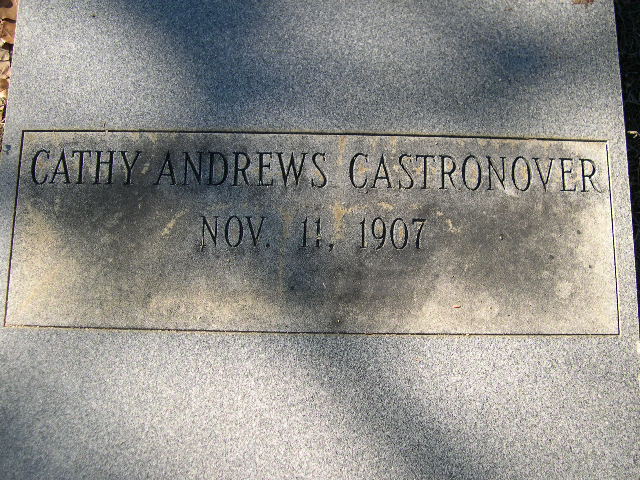 CATHY ANDREWS CASTRONOVER
NOV. 11, 1907